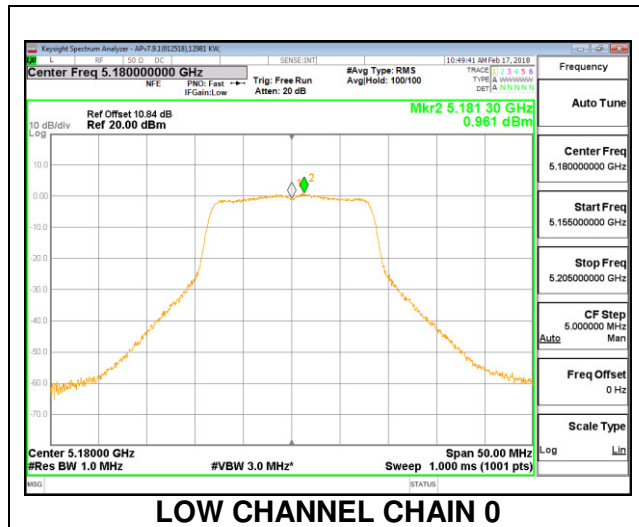 Keysight Spectrum Analyzer - APv7.9.1(012518),12981 KW,
L RF 50 Ω DC SENSE:INT 10:49:41 AM Feb 17, 2018
Center Freq 5.180000000 GHz #Avg Type: RMS TRACE 1 2 3 4 5 6
NFE PNO: Fast Trig: Free Run Avg|Hold: 100/100 TYPE A WWWWW
IFGain:Low Atten: 20 dB DET A NNNNN
Frequency
Auto Tune
Center Freq
5.180000000 GHz
Start Freq
5.155000000 GHz
Stop Freq
5.205000000 GHz
CF Step
5.000000 MHz
Auto Man
Freq Offset
0 Hz
Scale Type
Log Lin
Ref Offset 10.84 dB Mkr2 5.181 30 GHz
10 dB/div Ref 20.00 dBm 0.961 dBm
Log
10.0
0.00
-10.0
-20.0
-30.0
-40.0
-50.0
-60.0
-70.0
2
Center 5.18000 GHz Span 50.00 MHz
#Res BW 1.0 MHz #VBW 3.0 MHz* Sweep 1.000 ms (1001 pts)
MSG STATUS
LOW CHANNEL CHAIN 0